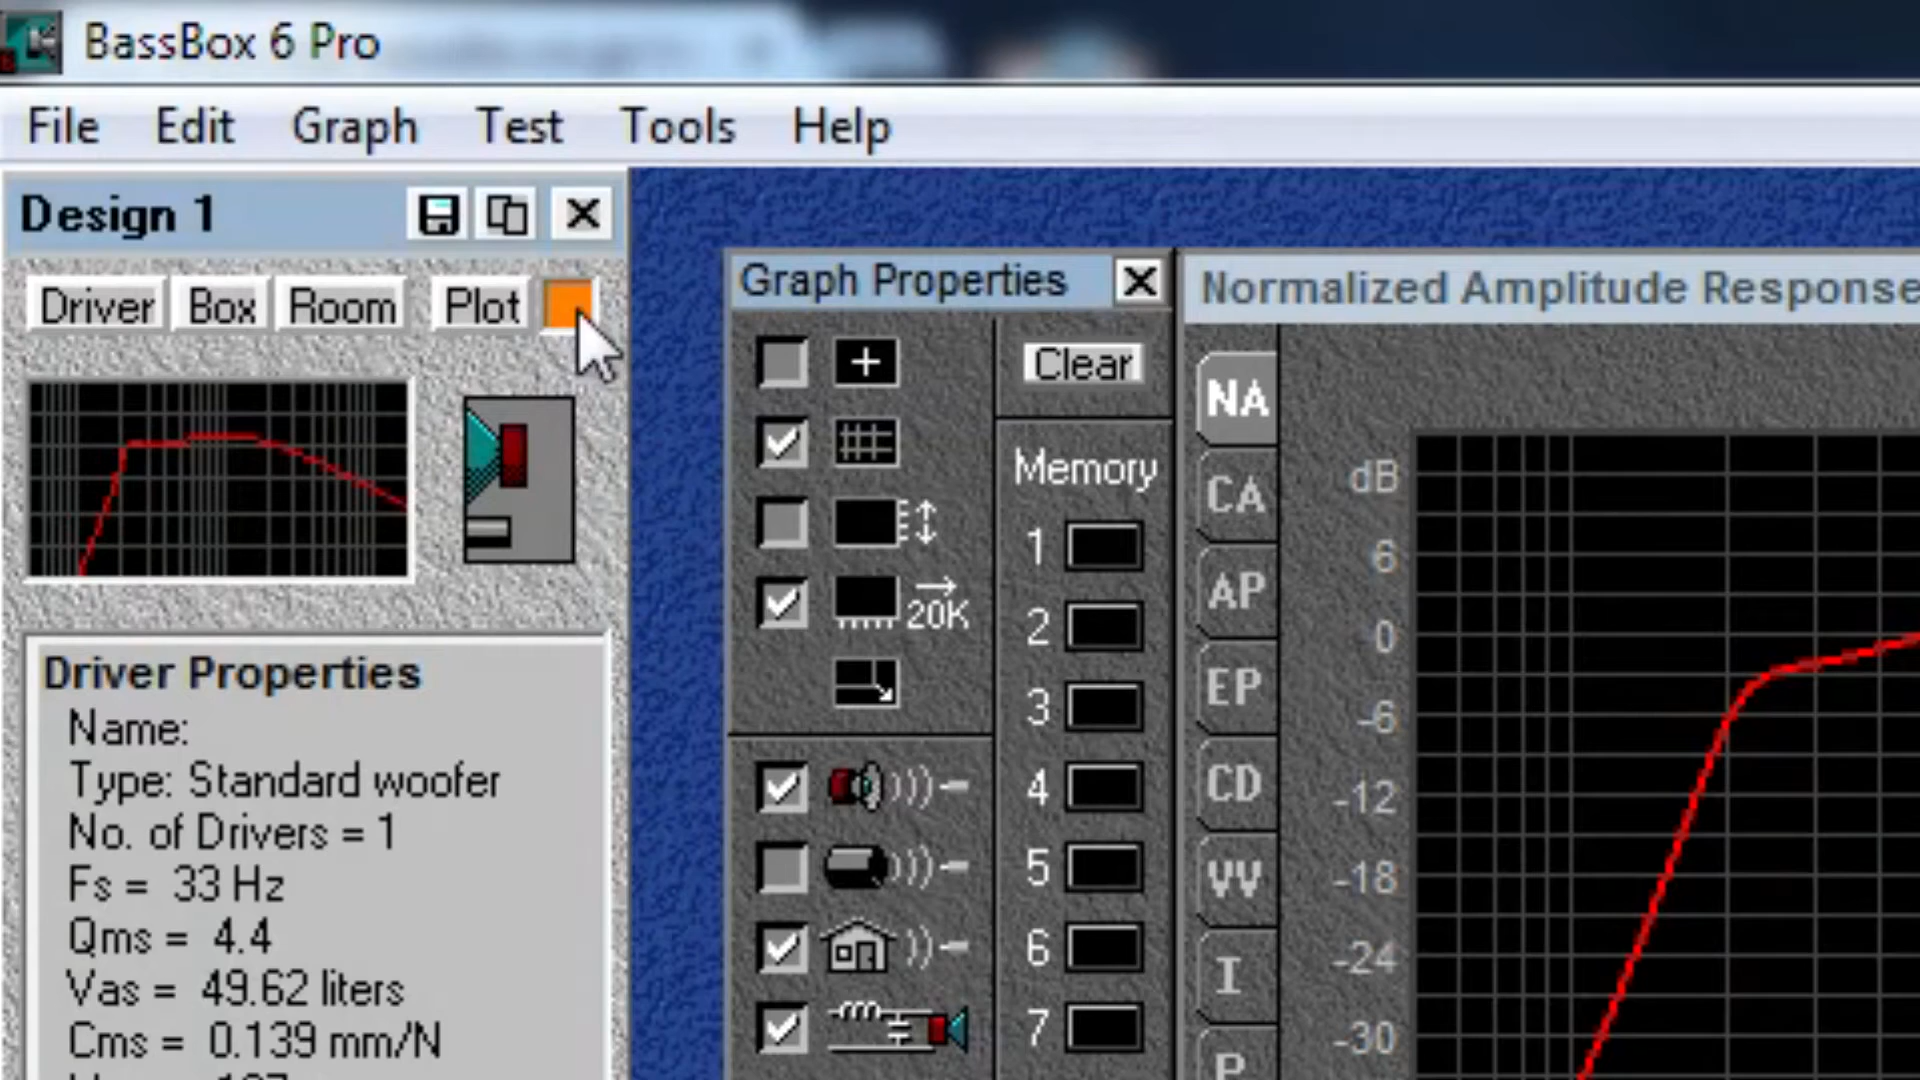 BassBox 6 Pro
File Edit Graph Test Tools Help
Design 1
Driver Box Room Plot
Driver Properties
Name:
Type: Standard woofer
No. of Drivers = 1
Fs = 33 Hz
Qms = 4.4
Vas = 49.62 liters
Cms = 0.139 mm/N
Graph Properties
20K
Clear
Memory
1
2
3
4
5
6
7
Normalized Amplitude Response
NA
CA
AP
EP
CD
VV
I
P
dB
6
0
-6
-12
-18
-24
-30